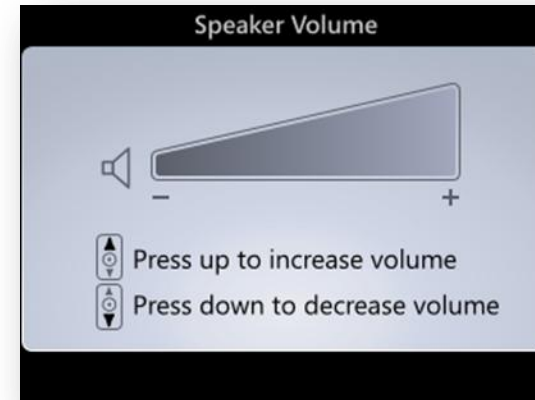 Speaker Volume
− +
Press up to increase volume
Press down to decrease volume